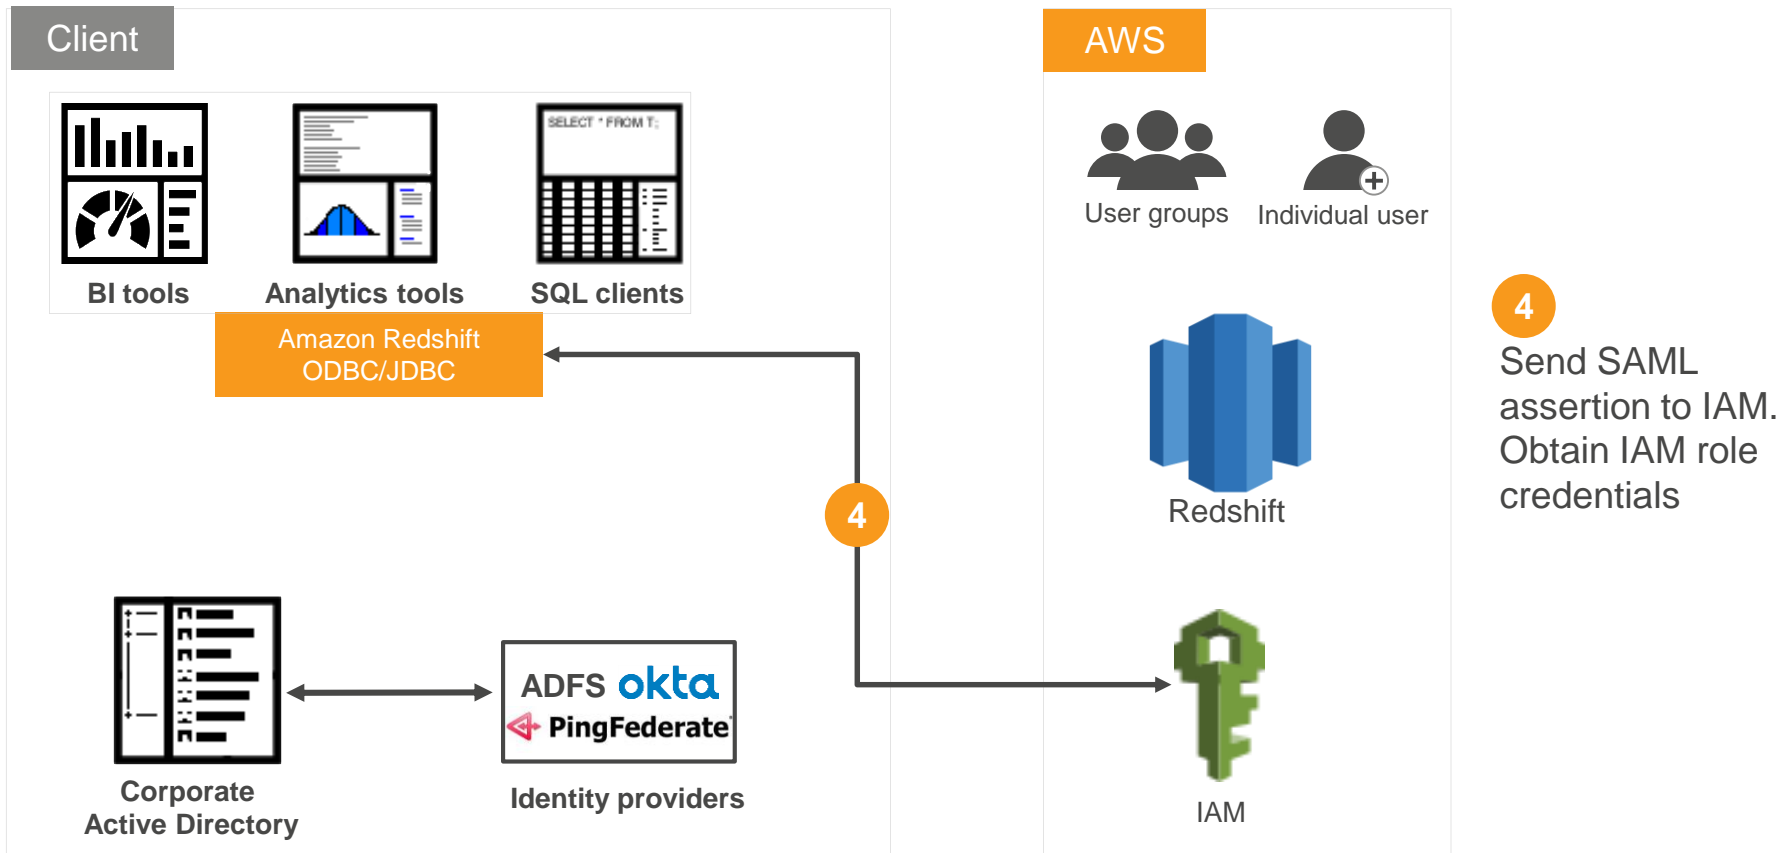 Client
AWS
SELECT * FROM T;
BI tools
Analytics tools
SQL clients
Amazon Redshift
ODBC/JDBC
User groups
Individual user
Redshift
4
Send SAML
assertion to IAM.
Obtain IAM role
credentials
4
ADFS okta
PingFederate
Corporate
Active Directory
Identity providers
IAM